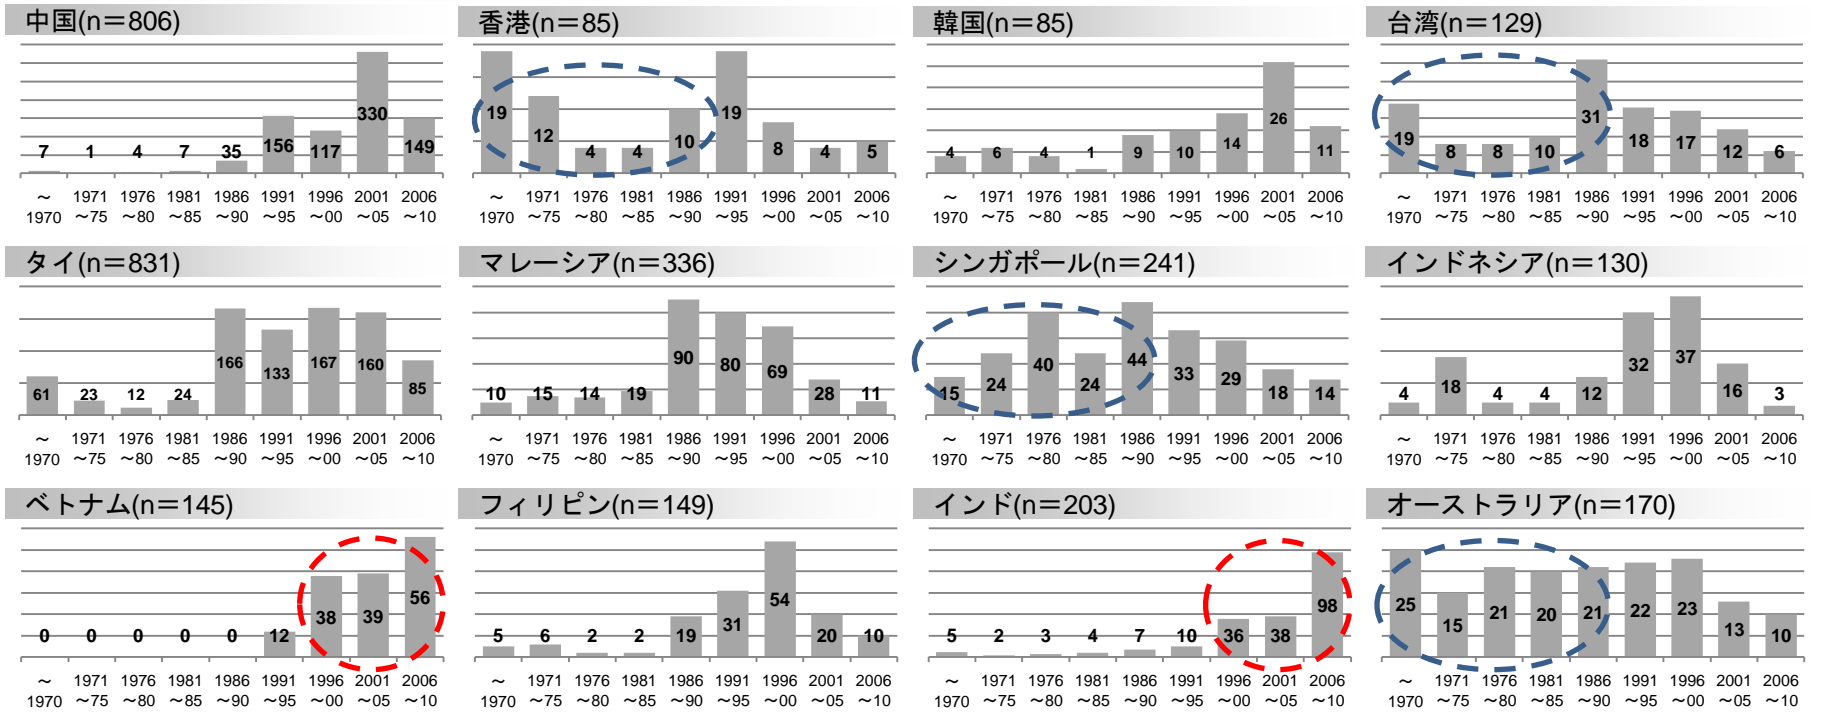 中国(n＝806)
7 1 4 7 35 156 117 330 149
～ 1971 1976 1981 1986 1991 1996 2001 2006
1970 ～75 ～80 ～85 ～90 ～95 ～00 ～05 ～10
香港(n＝85)
19 12 4 4 10 19 8 4 5
～ 1971 1976 1981 1986 1991 1996 2001 2006
1970 ～75 ～80 ～85 ～90 ～95 ～00 ～05 ～10
韓国(n＝85)
4 6 4 1 9 10 14 26 11
～ 1971 1976 1981 1986 1991 1996 2001 2006
1970 ～75 ～80 ～85 ～90 ～95 ～00 ～05 ～10
台湾(n＝129)
19 8 8 10 31 18 17 12 6
～ 1971 1976 1981 1986 1991 1996 2001 2006
1970 ～75 ～80 ～85 ～90 ～95 ～00 ～05 ～10
タイ(n＝831)
61 23 12 24 166 133 167 160 85
～ 1971 1976 1981 1986 1991 1996 2001 2006
1970 ～75 ～80 ～85 ～90 ～95 ～00 ～05 ～10
マレーシア(n＝336)
10 15 14 19 90 80 69 28 11
～ 1971 1976 1981 1986 1991 1996 2001 2006
1970 ～75 ～80 ～85 ～90 ～95 ～00 ～05 ～10
シンガポール(n＝241)
15 24 40 24 44 33 29 18 14
～ 1971 1976 1981 1986 1991 1996 2001 2006
1970 ～75 ～80 ～85 ～90 ～95 ～00 ～05 ～10
インドネシア(n＝130)
4 18 4 4 12 32 37 16 3
～ 1971 1976 1981 1986 1991 1996 2001 2006
1970 ～75 ～80 ～85 ～90 ～95 ～00 ～05 ～10
ベトナム(n＝145)
0 0 0 0 0 12 38 39 56
～ 1971 1976 1981 1986 1991 1996 2001 2006
1970 ～75 ～80 ～85 ～90 ～95 ～00 ～05 ～10
フィリピン(n＝149)
5 6 2 2 19 31 54 20 10
～ 1971 1976 1981 1986 1991 1996 2001 2006
1970 ～75 ～80 ～85 ～90 ～95 ～00 ～05 ～10
インド(n＝203)
5 2 3 4 7 10 36 38 98
～ 1971 1976 1981 1986 1991 1996 2001 2006
1970 ～75 ～80 ～85 ～90 ～95 ～00 ～05 ～10
オーストラリア(n＝170)
25 15 21 20 21 22 23 13 10
～ 1971 1976 1981 1986 1991 1996 2001 2006
1970 ～75 ～80 ～85 ～90 ～95 ～00 ～05 ～10